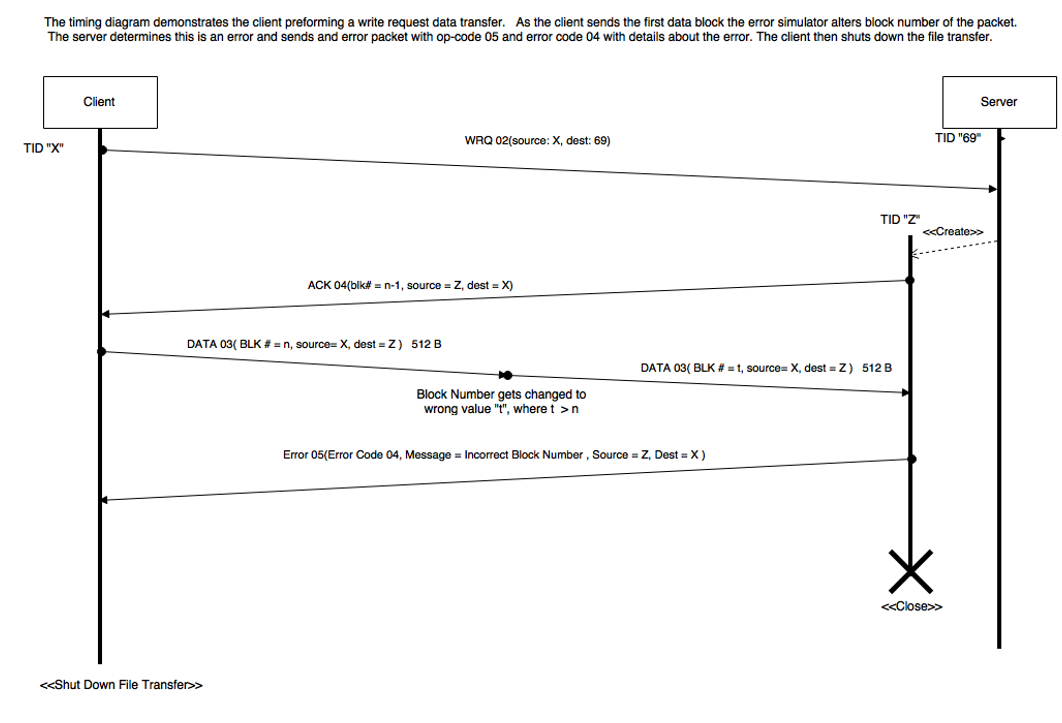 The timing diagram demonstrates the client preforming a write request data transfer.   As the client sends the first data block the error simulator alters block number of the packet.
The server determines this is an error and sends and error packet with op-code 05 and error code 04 with details about the error. The client then shuts down the file transfer.
Client
Server
TID "X"
WRQ 02(source: X, dest: 69)
TID "69"
TID "Z"
<<Create>>
ACK 04(blk# = n-1, source = Z, dest = X)
DATA 03( BLK # = n, source= X, dest = Z )   512 B
DATA 03( BLK # = t, source= X, dest = Z )   512 B
Block Number gets changed to
wrong value "t", where t  > n
Error 05(Error Code 04, Message = Incorrect Block Number , Source = Z, Dest = X )
<<Close>>
<<Shut Down File Transfer>>